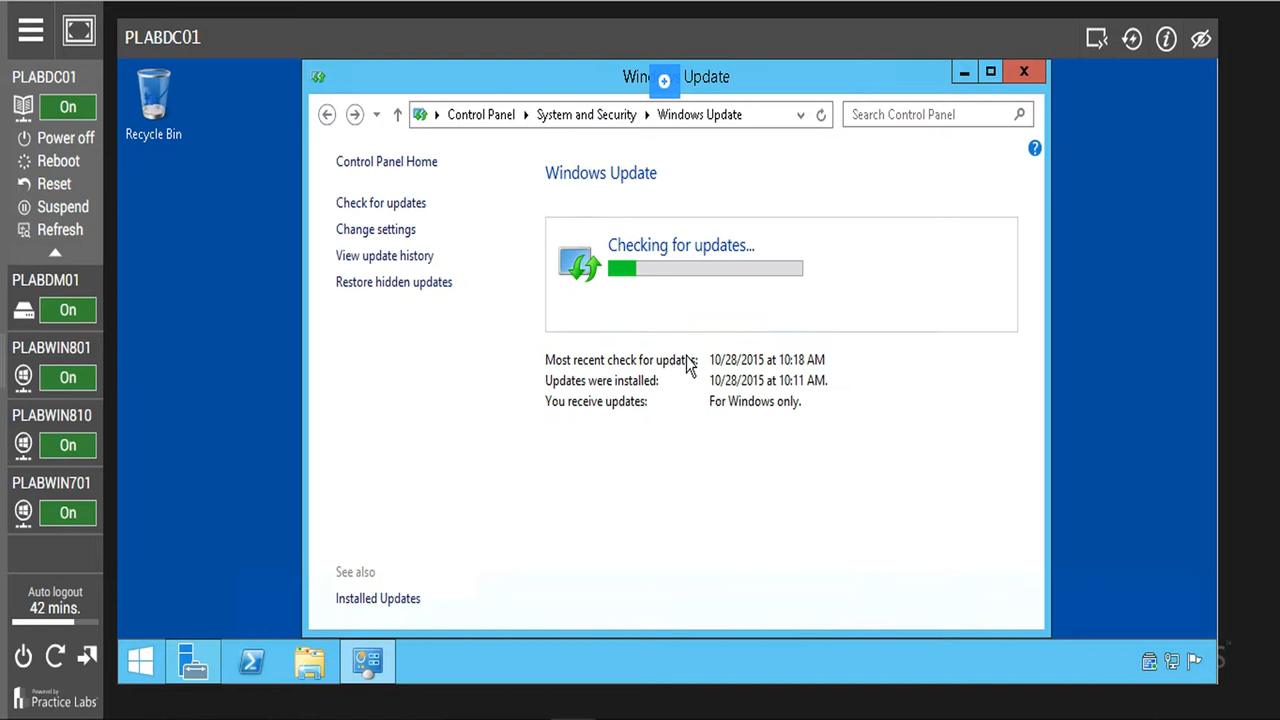 PLABDC01
On
Power off
Reboot
Reset
Suspend
Refresh
PLABDM01
On
PLABWIN801
On
PLABWIN810
On
PLABWIN701
On
Auto logout
42 mins.
Powered by
Practice Labs
PLABDC01
Recycle Bin
Windows Update
Control Panel
System and Security
Windows Update
Search Control Panel
Control Panel Home
Check for updates
Change settings
View update history
Restore hidden updates
See also
Installed Updates
Windows Update
Checking for updates...
Most recent check for updates: 10/28/2015 at 10:18 AM
Updates were installed: 10/28/2015 at 10:11 AM.
You receive updates: For Windows only.